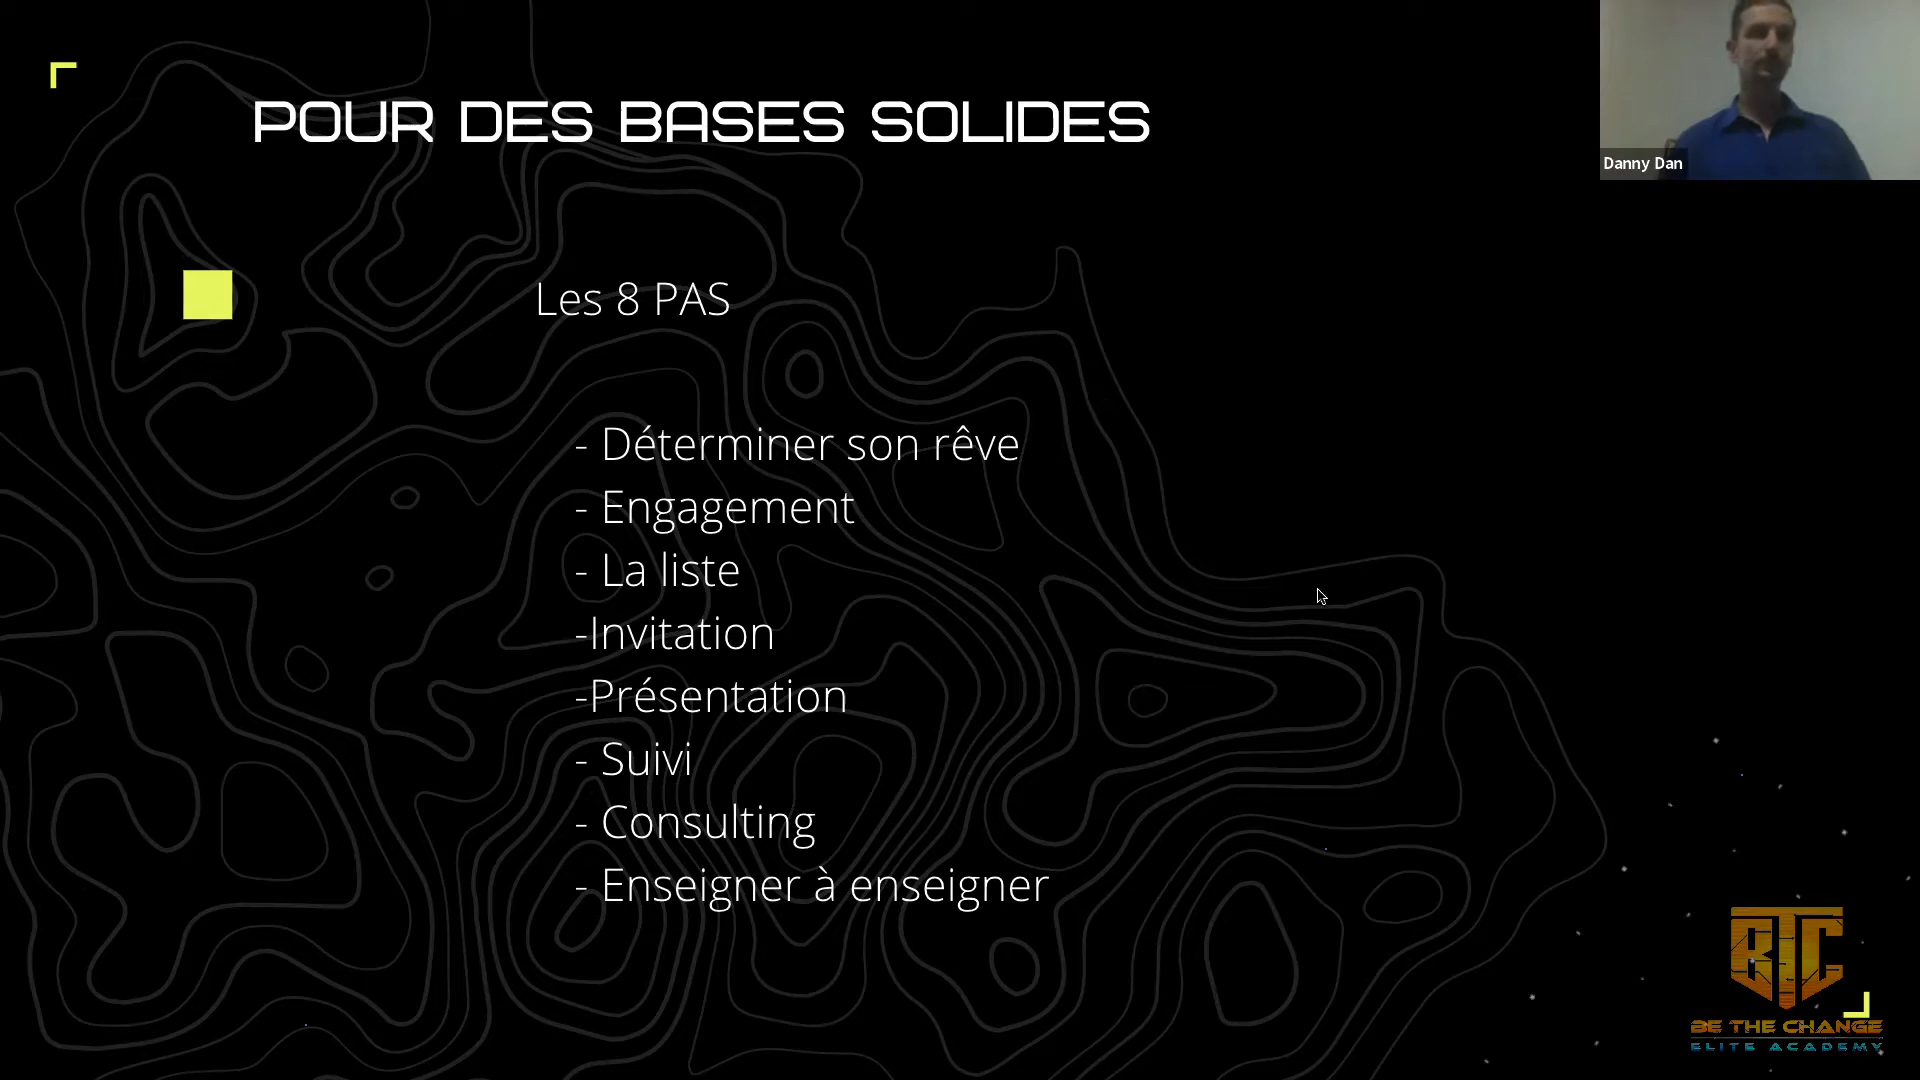 POUR DES BASES SOLIDES
Danny Dan
Les 8 PAS
- Déterminer son rêve
- Engagement
- La liste
-Invitation
-Présentation
- Suivi
- Consulting
- Enseigner à enseigner
BTC
BE THE CHANGE
ELITE ACADEMY